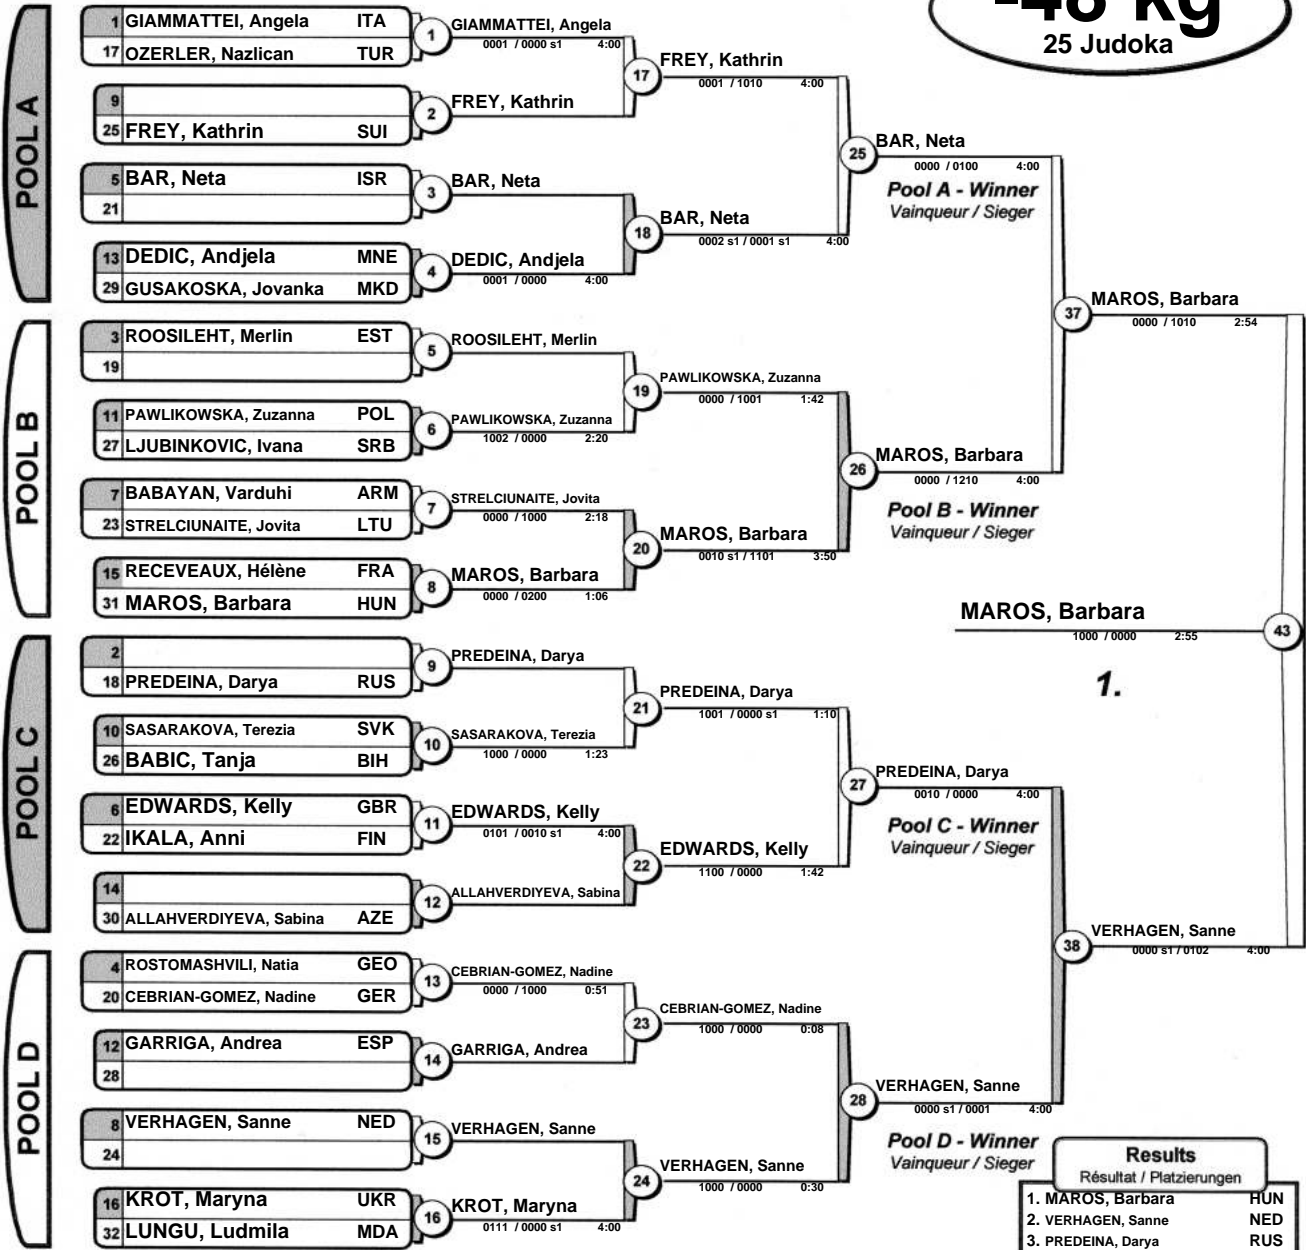 -48 kg
25 Judoka
POOL A
1 GIAMMATTEI, Angela ITA
17 OZERLER, Nazlican TUR
1
GIAMMATTEI, Angela
0001 / 0000 s1 4:00
9
25 FREY, Kathrin SUI
2
FREY, Kathrin
17
FREY, Kathrin
0001 / 1010 4:00
5 BAR, Neta ISR
21
3
BAR, Neta
13 DEDIC, Andjela MNE
29 GUSAKOSKA, Jovanka MKD
4
DEDIC, Andjela
0001 / 0000 4:00
18
BAR, Neta
0002 s1 / 0001 s1 4:00
25
BAR, Neta
0000 / 0100 4:00
Pool A - Winner
Vainqueur / Sieger
POOL B
3 ROOSILEHT, Merlin EST
19
5
ROOSILEHT, Merlin
11 PAWLIKOWSKA, Zuzanna POL
27 LJUBINKOVIC, Ivana SRB
6
PAWLIKOWSKA, Zuzanna
1002 / 0000 2:20
19
PAWLIKOWSKA, Zuzanna
0000 / 1001 1:42
7 BABAYAN, Varduhi ARM
23 STRELCIUNAITE, Jovita LTU
7
STRELCIUNAITE, Jovita
0000 / 1000 2:18
15 RECEVEAUX, Hélène FRA
31 MAROS, Barbara HUN
8
MAROS, Barbara
0000 / 0200 1:06
20
MAROS, Barbara
0010 s1 / 1101 3:50
26
MAROS, Barbara
0000 / 1210 4:00
Pool B - Winner
Vainqueur / Sieger
37
MAROS, Barbara
0000 / 1010 2:54
MAROS, Barbara
1000 / 0000 2:55
43
1.
POOL C
2
18 PREDEINA, Darya RUS
9
PREDEINA, Darya
10 SASARAKOVA, Terezia SVK
26 BABIC, Tanja BIH
10
SASARAKOVA, Terezia
1000 / 0000 1:23
21
PREDEINA, Darya
1001 / 0000 s1 1:10
6 EDWARDS, Kelly GBR
22 IKALA, Anni FIN
11
EDWARDS, Kelly
0101 / 0010 s1 4:00
14
30 ALLAHVERDIYEVA, Sabina AZE
12
ALLAHVERDIYEVA, Sabina
22
EDWARDS, Kelly
1100 / 0000 1:42
27
PREDEINA, Darya
0010 / 0000 4:00
Pool C - Winner
Vainqueur / Sieger
POOL D
4 ROSTOMASHVILI, Natia GEO
20 CEBRIAN-GOMEZ, Nadine GER
13
CEBRIAN-GOMEZ, Nadine
0000 / 1000 0:51
12 GARRIGA, Andrea ESP
28
14
GARRIGA, Andrea
23
CEBRIAN-GOMEZ, Nadine
1000 / 0000 0:08
8 VERHAGEN, Sanne NED
24
15
VERHAGEN, Sanne
16 KROT, Maryna UKR
32 LUNGU, Ludmila MDA
16
KROT, Maryna
0111 / 0000 s1 4:00
24
VERHAGEN, Sanne
1000 / 0000 0:30
28
VERHAGEN, Sanne
0000 s1 / 0001 4:00
Pool D - Winner
Vainqueur / Sieger
38
VERHAGEN, Sanne
0000 s1 / 0102 4:00
Results
Résultat / Platzierungen
1. MAROS, Barbara HUN
2. VERHAGEN, Sanne NED
3. PREDEINA, Darya RUS